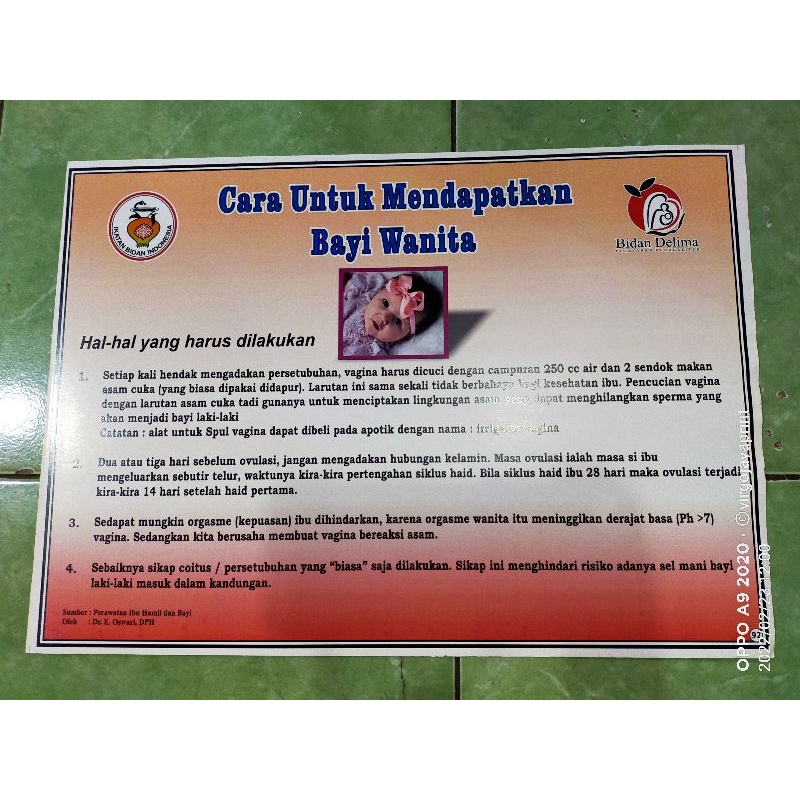 Cara Untuk Mendapatkan
Bayi Wanita
IKATAN BIDAN INDONESIA
Bidan Delima
Hal-hal yang harus dilakukan
1. Setiap kali hendak mengadakan persetubuhan, vagina harus dicuci dengan campuran 250 cc air dan 2 sendok makan
asam cuka (yang biasa dipakai didapur). Larutan ini sama sekali tidak berbahaya bagi kesehatan ibu. Pencucian vagina
dengan larutan asam cuka tadi gunanya untuk menciptakan lingkungan asam yang dapat menghilangkan sperma yang
akan menjadi bayi laki-laki
Catatan : alat untuk Spul vagina dapat dibeli pada apotik dengan nama : irrigator vagina
2. Dua atau tiga hari sebelum ovulasi, jangan mengadakan hubungan kelamin. Masa ovulasi ialah masa si ibu
mengeluarkan sebutir telur, waktunya kira-kira pertengahan siklus haid. Bila siklus haid ibu 28 hari maka ovulasi terjadi
kira-kira 14 hari setelah haid pertama.
3. Sedapat mungkin orgasme (kepuasan) ibu dihindarkan, karena orgasme wanita itu meninggikan derajat basa (Ph >7)
vagina. Sedangkan kita berusaha membuat vagina bereaksi asam.
4. Sebaiknya sikap coitus / persetubuhan yang "biasa" saja dilakukan. Sikap ini menghindari risiko adanya sel mani bayi
laki-laki masuk dalam kandungan.
Sumber : Perawatan Ibu Hamil dan Bayi
Oleh : Dr. E. Oswari, DPH
OPPO A9 2020 · ©virgojayaprint
2022/02/22 12:00